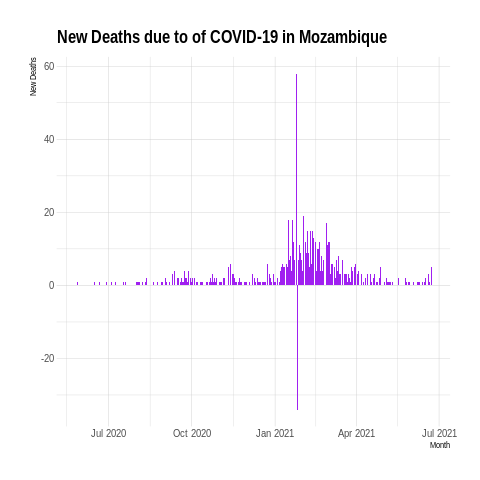 New Deaths due to of COVID-19 in Mozambique
New Deaths
60
40
20
0
-20
Jul 2020 Oct 2020 Jan 2021 Apr 2021 Jul 2021
Month